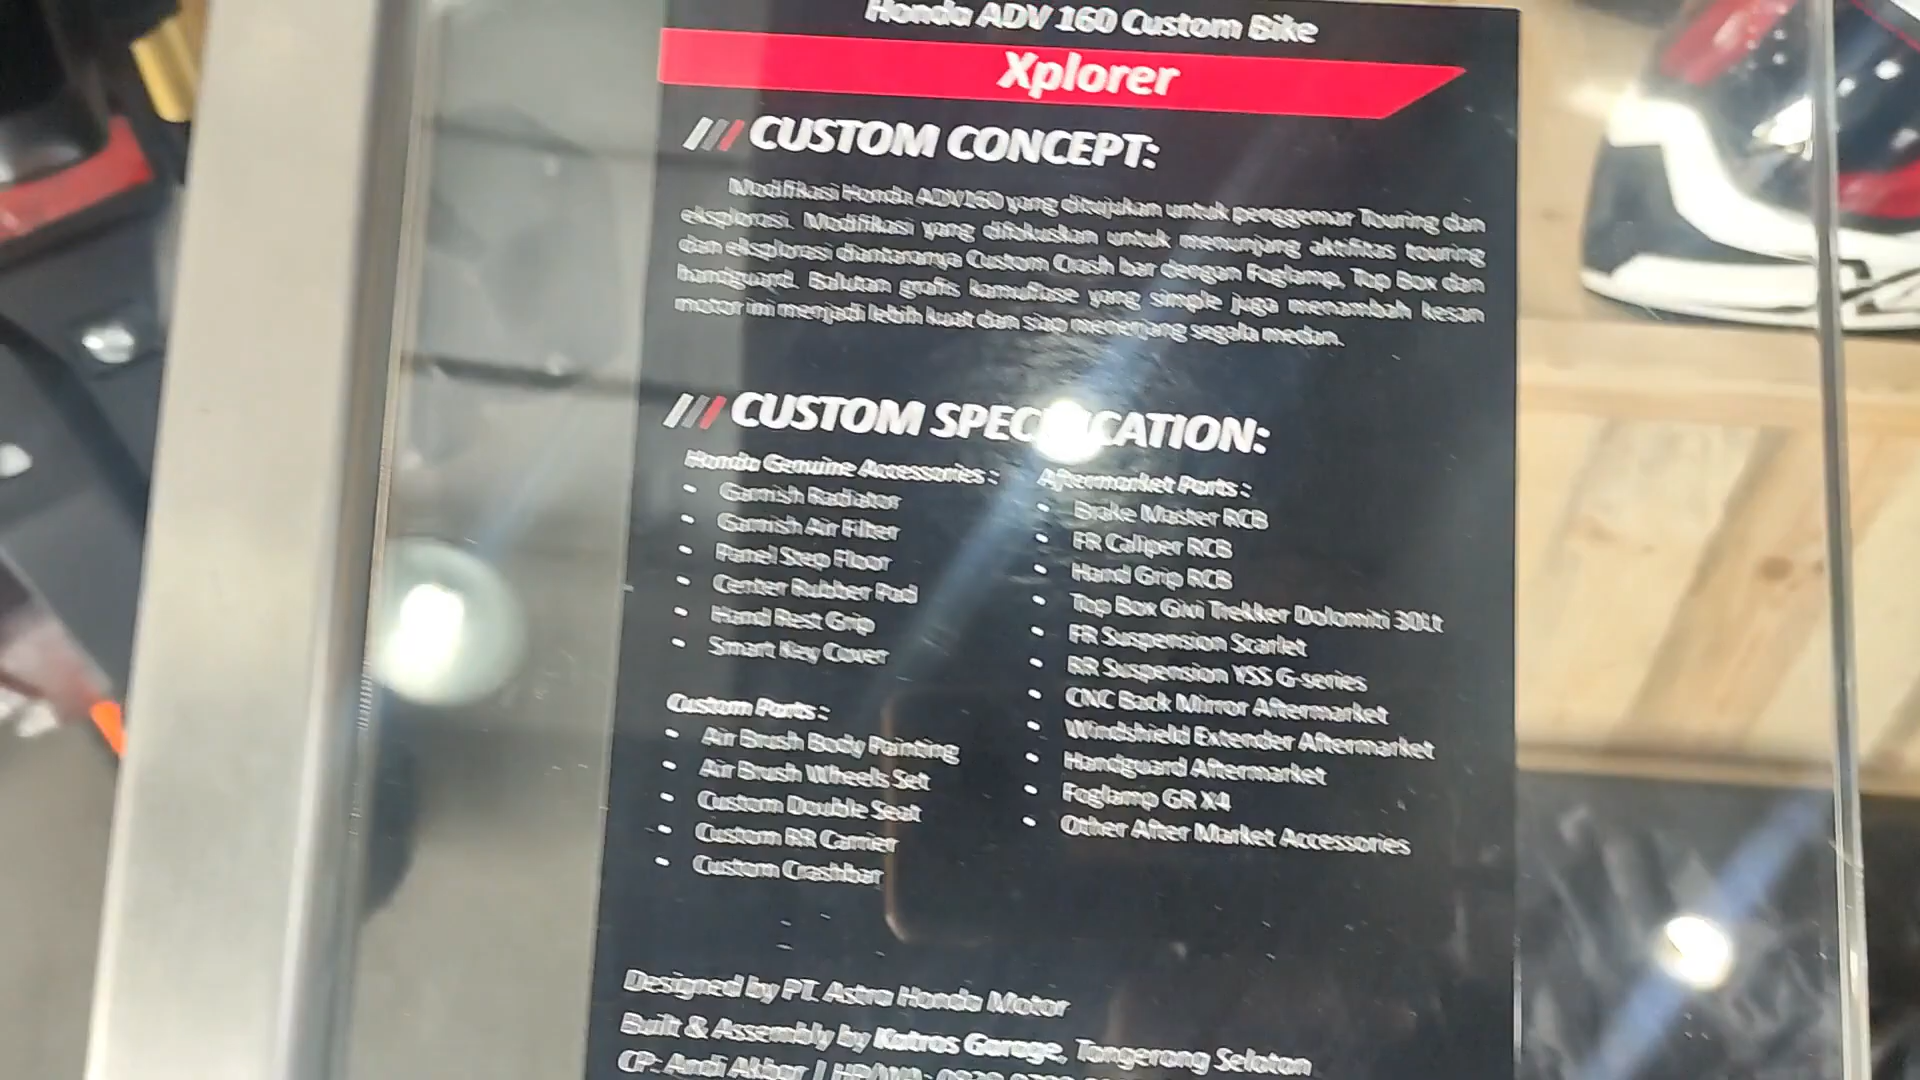 Honda ADV 160 Custom Bike
Xplorer
CUSTOM CONCEPT:
Modifikasi Honda ADV160 yang ditujukan untuk penggemar Touring dan
eksplorasi. Modifikasi yang difokuskan untuk menunjang aktifitas touring
dan eksplorasi diantaranya Custom Crash bar dengan Foglamp, Top Box dan
handguard. Balutan grafis kamuflase yang simple juga menambah kesan
motor ini menjadi lebih kuat dan siap menerjang segala medan.
CUSTOM SPECIFICATION:
Honda Genuine Accessories :
• Garnish Radiator
• Garnish Air Filter
• Panel Step Floor
• Center Rubber Pad
• Hand Rest Grip
• Smart Key Cover
Custom Parts :
• Air Brush Body Painting
• Air Brush Wheels Set
• Custom Double Seat
• Custom RR Carrier
• Custom Crashbar
Aftermarket Parts :
• Brake Master RCB
• FR Caliper RCB
• Hand Grip RCB
• Top Box Givi Trekker Dolomiti 30Lt
• FR Suspension Scarlet
• RR Suspension YSS G-series
• CNC Back Mirror Aftermarket
• Windshield Extender Aftermarket
• Handguard Aftermarket
• Foglamp GR X4
• Other After Market Accessories
Designed by PT. Astra Honda Motor
Built & Assembly by Katros Garage, Tangerang Selatan
CP: Andi Akbar | HP/WA :